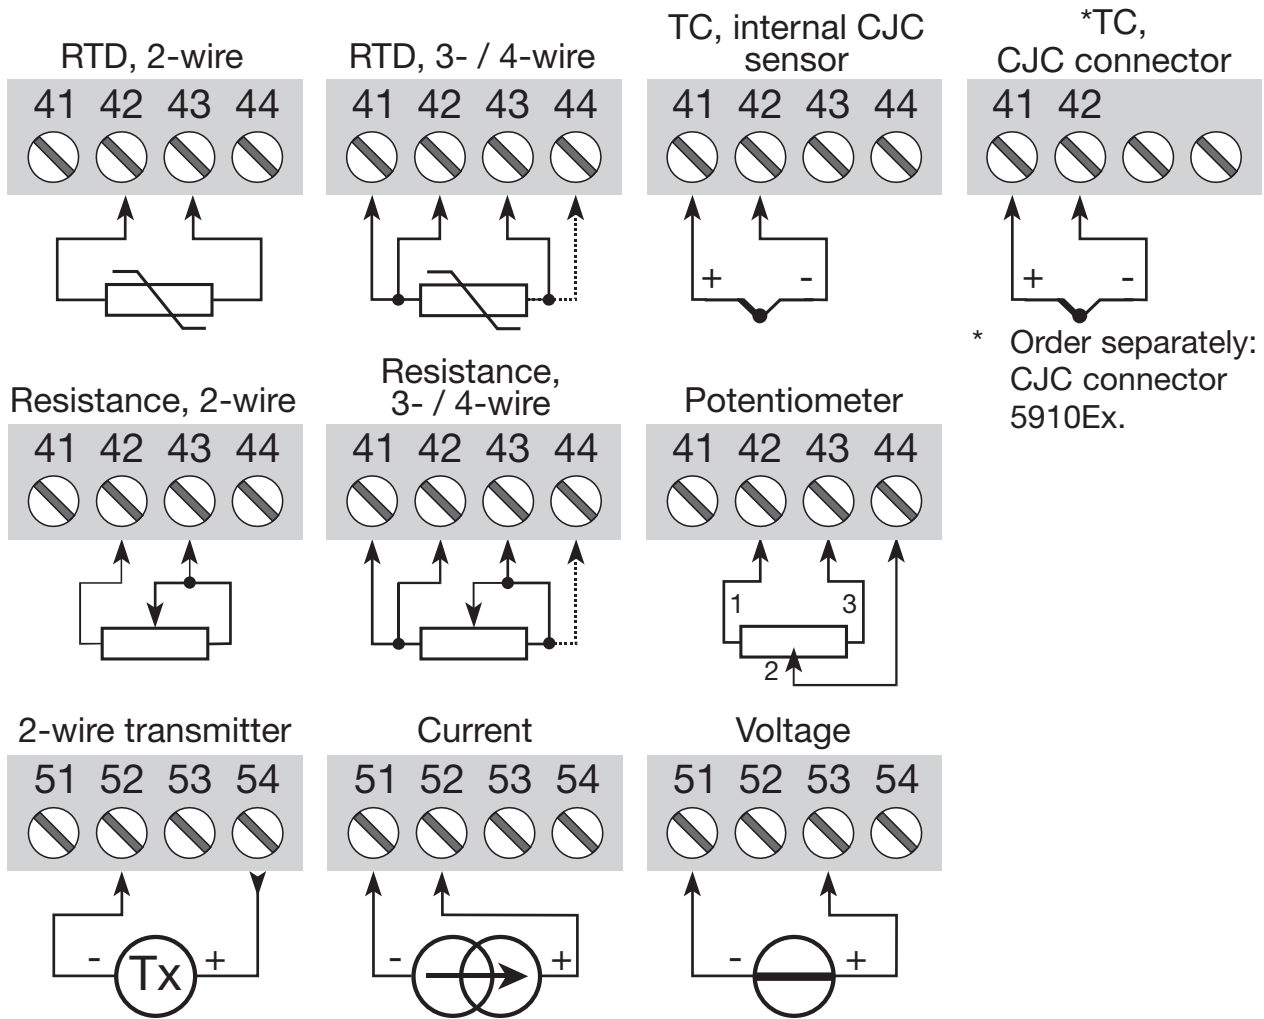 RTD, 2-wire
41 42 43 44
RTD, 3- / 4-wire
41 42 43 44
TC, internal CJC
sensor
41 42 43 44
+ -
*TC,
CJC connector
41 42
+ -
* Order separately:
CJC connector
5910Ex.
Resistance, 2-wire
41 42 43 44
Resistance,
3- / 4-wire
41 42 43 44
Potentiometer
41 42 43 44
1 3
2
2-wire transmitter
51 52 53 54
- Tx +
Current
51 52 53 54
- +
Voltage
51 52 53 54
- +